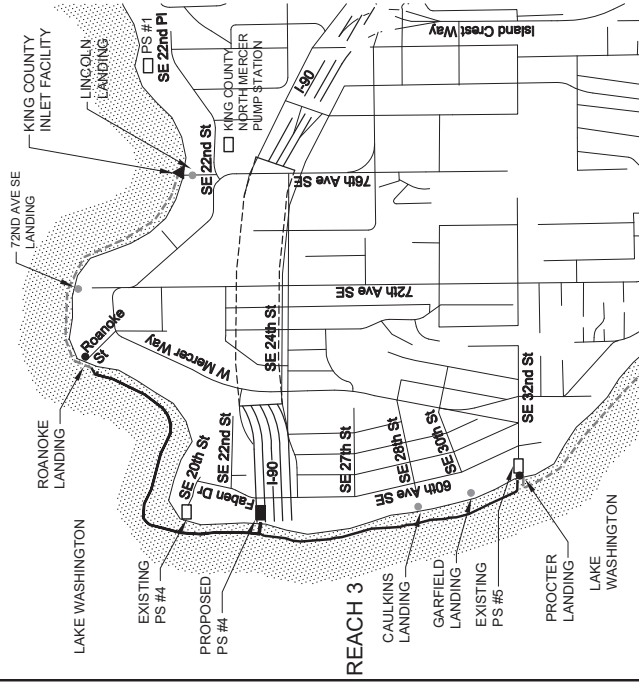 KING COUNTY
INLET FACILITY
LINCOLN
LANDING
PS #1
SE 22nd Pl
72ND AVE SE
LANDING
SE 22nd St
KING COUNTY
NORTH MERCER
PUMP STATION
I-90
Island Crest Way
76th Ave SE
72th Ave SE
Roanoke
St
ROANOKE
LANDING
W Mercer Way
SE 24th St
LAKE WASHINGTON
SE 20th St
SE 22nd St
Faben Dr
I-90
EXISTING
PS #4
PROPOSED
PS #4
SE 27th St
SE 28th St
SE 30th St
SE 32nd St
60th Ave SE
REACH 3
CAULKINS
LANDING
GARFIELD
LANDING
EXISTING
PS #5
PROCTER
LANDING
LAKE
WASHINGTON